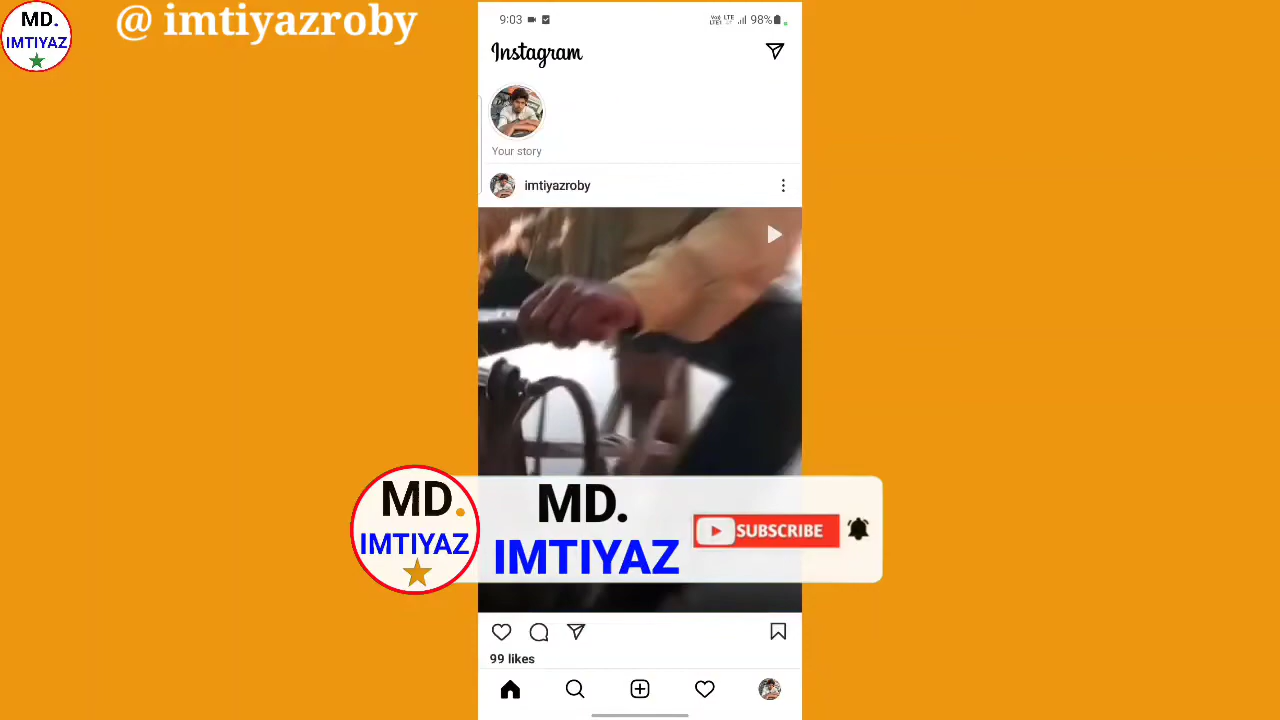 MD.
IMTIYAZ
@ imtiyazroby
9:03
98%
Instagram
Your story
imtiyazroby
MD.
IMTIYAZ
MD.
IMTIYAZ
SUBSCRIBE
99 likes